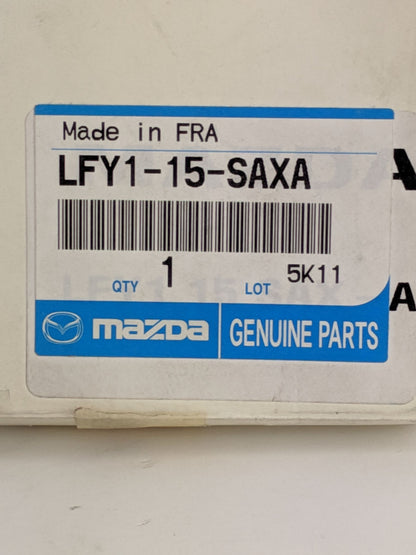 Made in FRA
LFY1-15-SAXA
QTY 1 LOT 5K11
mazda GENUINE PARTS